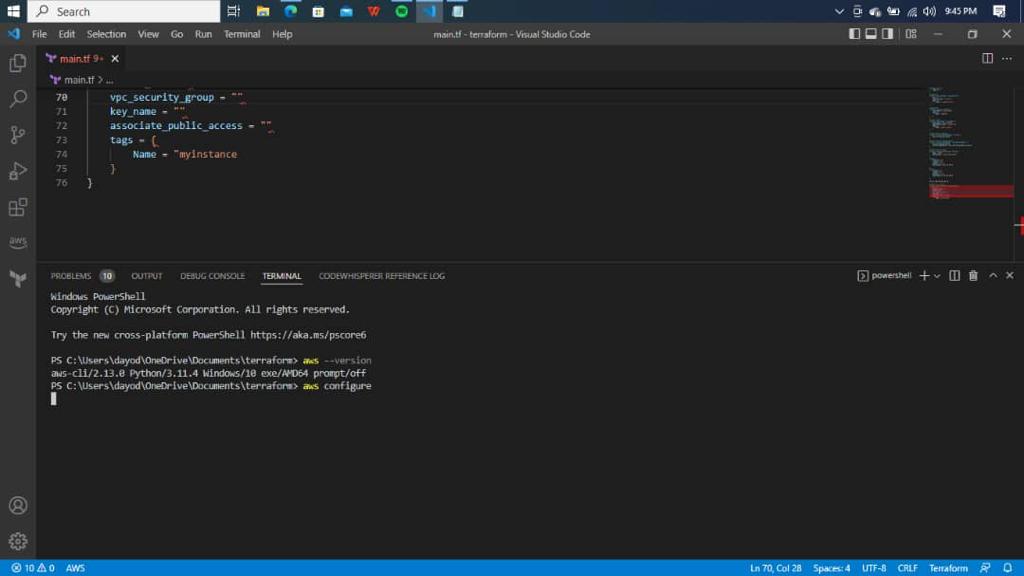 Search
9:45 PM
File Edit Selection View Go Run Terminal Help
main.tf - terraform - Visual Studio Code
main.tf 9+
main.tf > ...
70 vpc_security_group = ""
71 key_name = ""
72 associate_public_access = ""
73 tags = {
74 Name = "myinstance
75 }
76 }
aws
PROBLEMS 10 OUTPUT DEBUG CONSOLE TERMINAL CODEWHISPERER REFERENCE LOG
powershell
Windows PowerShell
Copyright (C) Microsoft Corporation. All rights reserved.
Try the new cross-platform PowerShell https://aka.ms/pscore6
PS C:\Users\dayod\OneDrive\Documents\terraform> aws --version
aws-cli/2.13.0 Python/3.11.4 Windows/10 exe/AMD64 prompt/off
PS C:\Users\dayod\OneDrive\Documents\terraform> aws configure
10 0 AWS
Ln 70, Col 28 Spaces: 4 UTF-8 CRLF Terraform